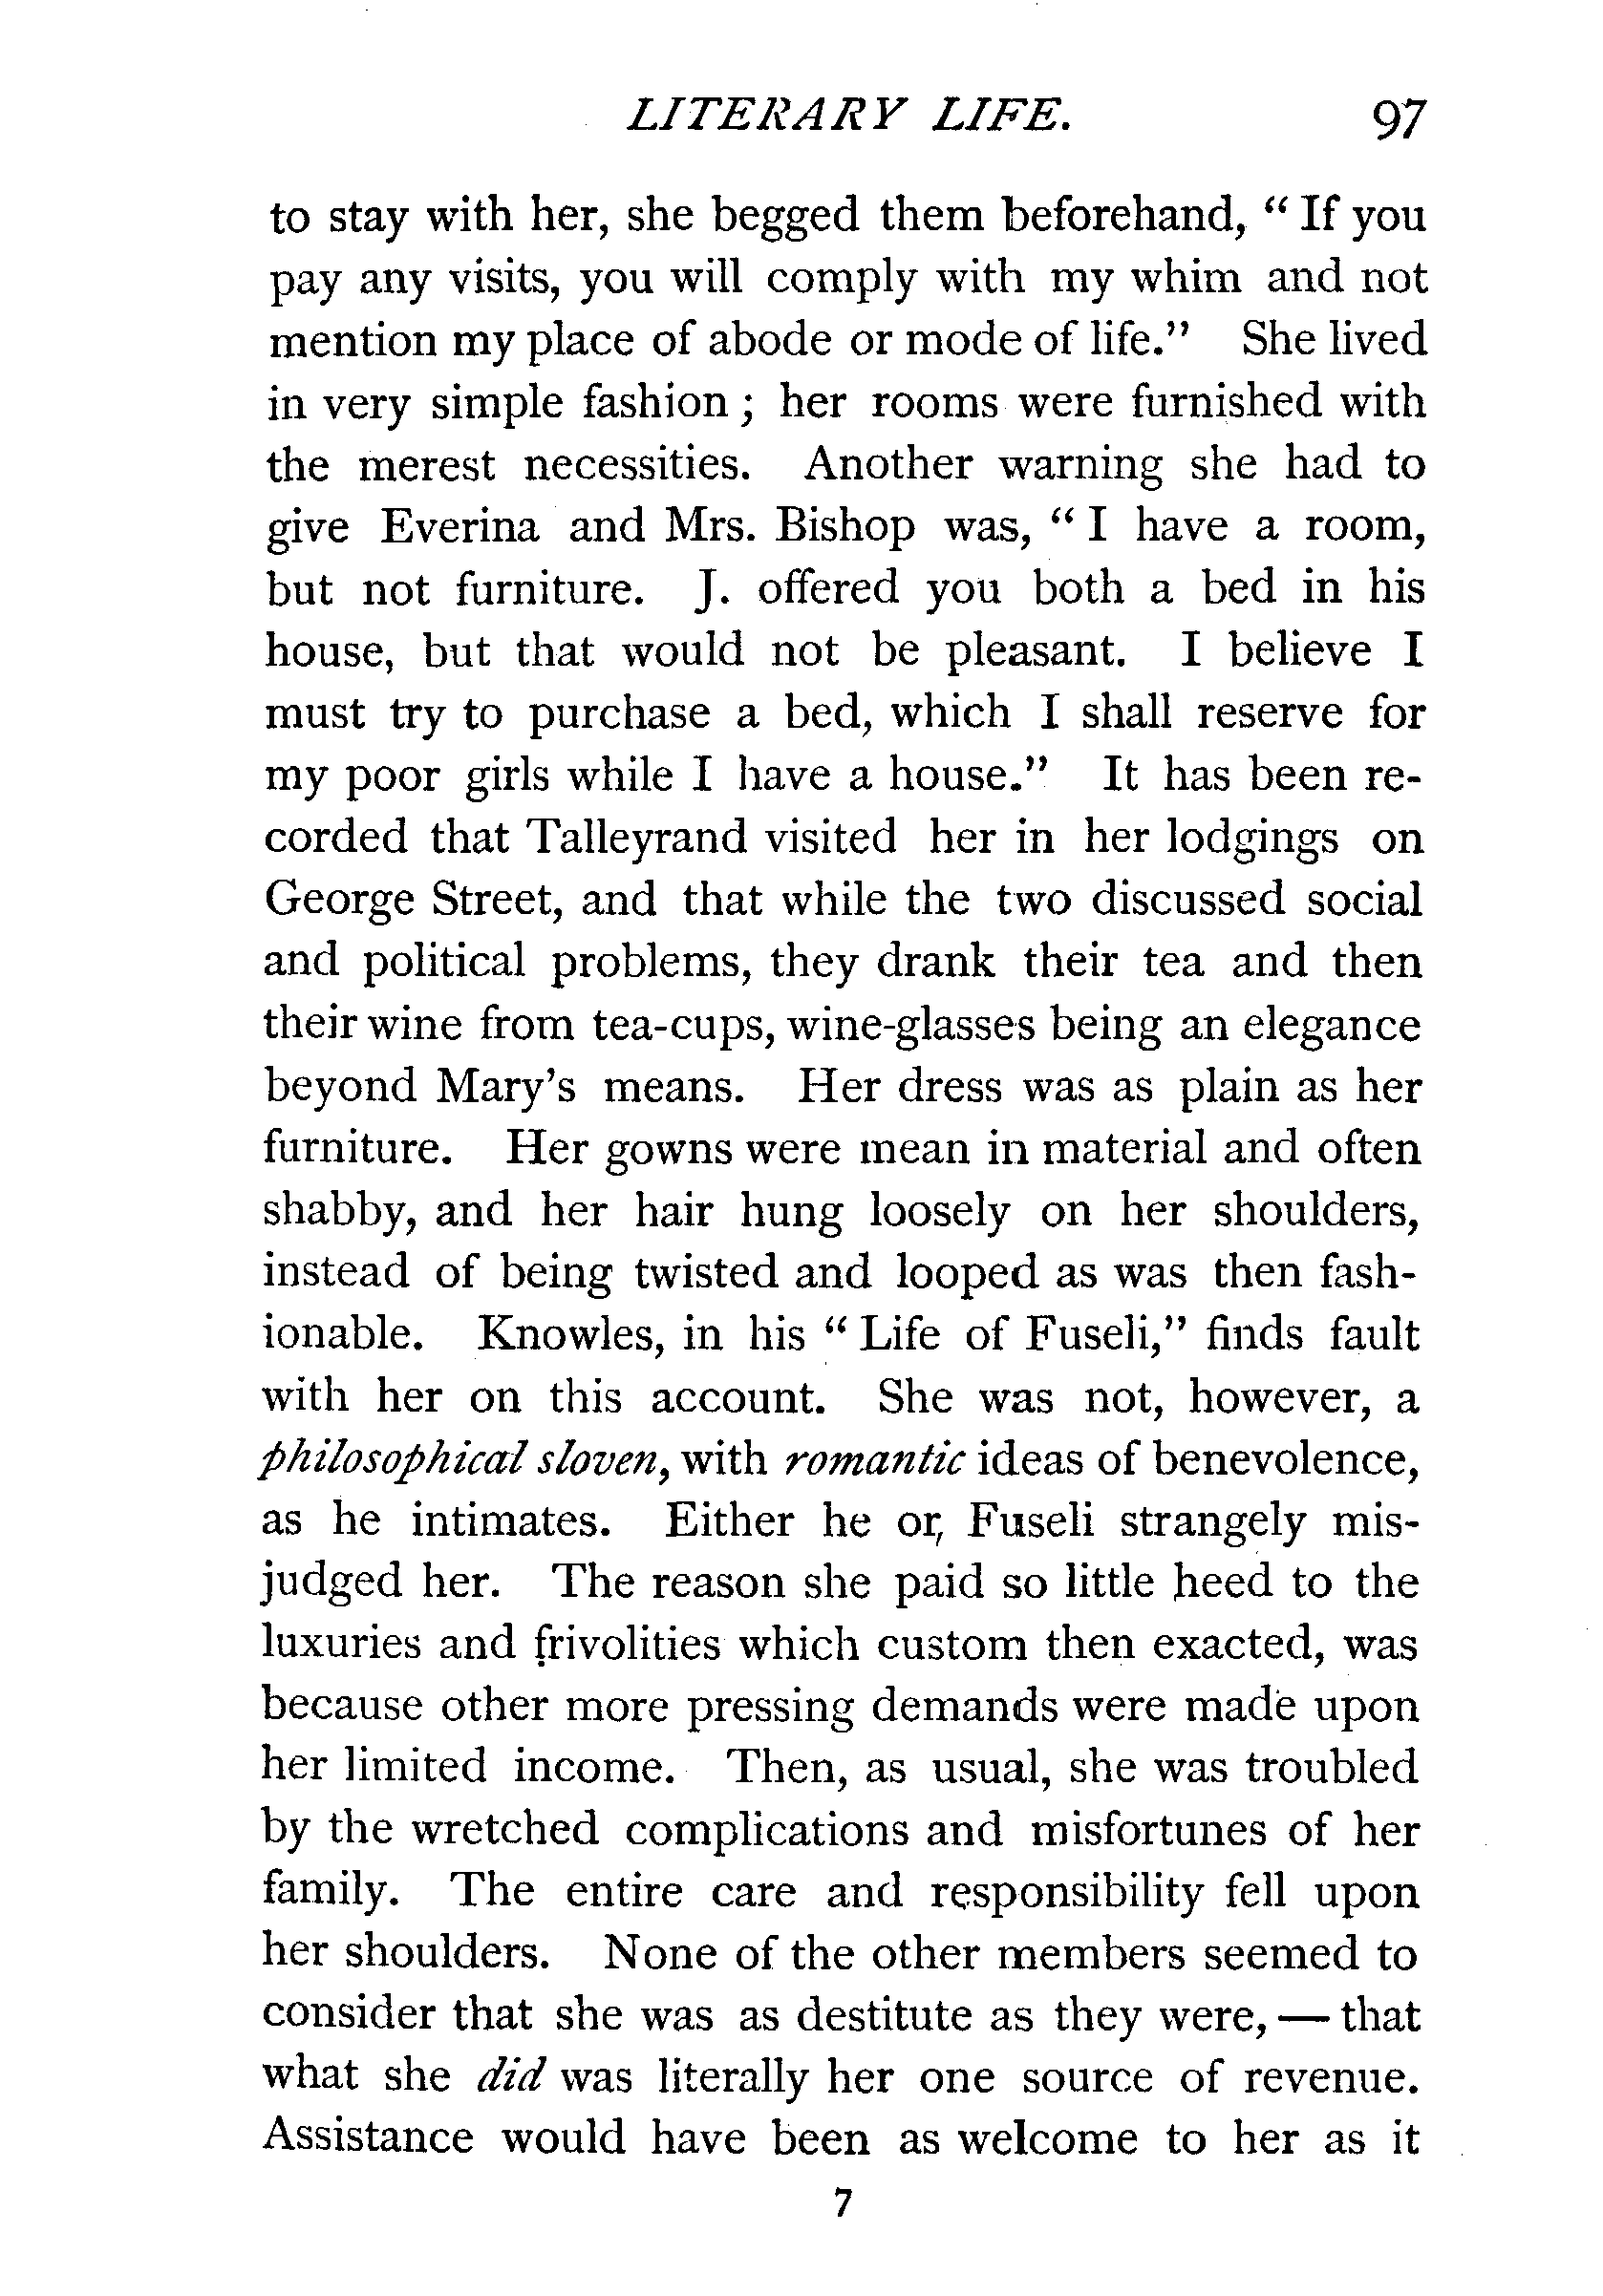 LITERARY LIFE. 97
to stay with her, she begged them beforehand, “ If you
pay any visits, you will comply with my whim and not
mention my place of abode or mode of life.” She lived
in very simple fashion ; her rooms were furnished with
the merest necessities. Another warning she had to
give Everina and Mrs. Bishop was, “ I have a room,
but not furniture. J. offered you both a bed in his
house, but that would not be pleasant. I believe I
must try to purchase a bed, which I shall reserve for
my poor girls while I have a house.” It has been re-
corded that Talleyrand visited her in her lodgings on
George Street, and that while the two discussed social
and political problems, they drank their tea and then
their wine from tea-cups, wine-glasses being an elegance
beyond Mary’s means. Her dress was as plain as her
furniture. Her gowns were mean in material and often
shabby, and her hair hung loosely on her shoulders,
instead of being twisted and looped as was then fash-
ionable. Knowles, in his “ Life of Fuseli,” finds fault
with her on this account. She was not, however, a
philosophical sloven, with romantic ideas of benevolence,
as he intimates. Either he or, Fuseli strangely mis-
judged her. The reason she paid so little heed to the
luxuries and frivolities which custom then exacted, was
because other more pressing demands were made upon
her limited income. Then, as usual, she was troubled
by the wretched complications and misfortunes of her
family. The entire care and responsibility fell upon
her shoulders. None of the other members seemed to
consider that she was as destitute as they were, — that
what she did was literally her one source of revenue.
Assistance would have been as welcome to her as it
7